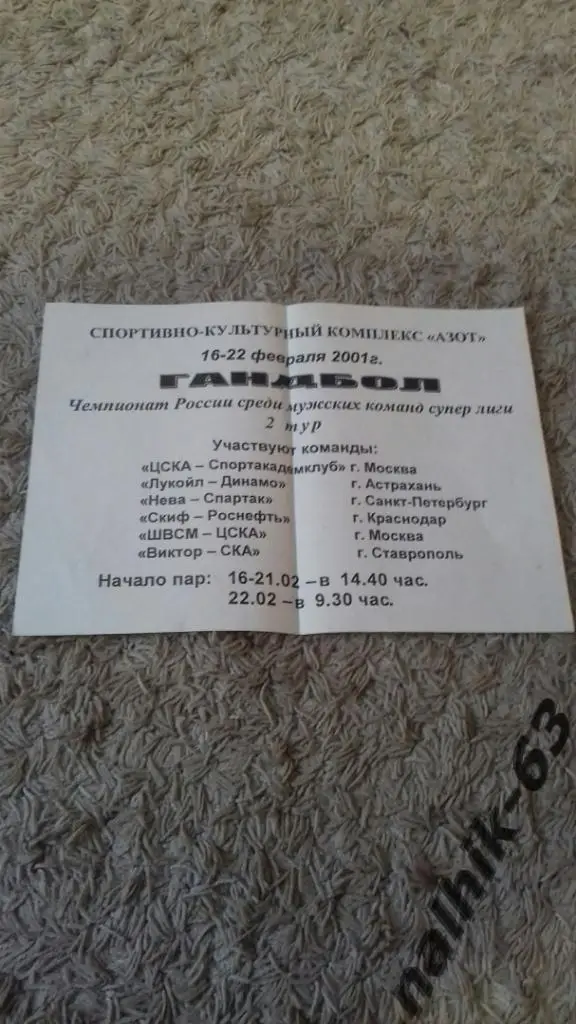 СПОРТИВНО-КУЛЬТУРНЫЙ КОМПЛЕКС «АЗОТ»
16-22 февраля 2001г.
ГАНДБОЛ
Чемпионат России среди мужских команд супер лиги
2 тур
Участвуют команды:
«ЦСКА – Спортакадемклуб» г. Москва
«Лукойл – Динамо» г. Астрахань
«Нева – Спартак» г. Санкт-Петербург
«Скиф – Роснефть» г. Краснодар
«ШВСМ – ЦСКА» г. Москва
«Виктор – СКА» г. Ставрополь
Начало пар: 16-21.02 – в 14.40 час.
22.02 – в 9.30 час.
nalhik-63